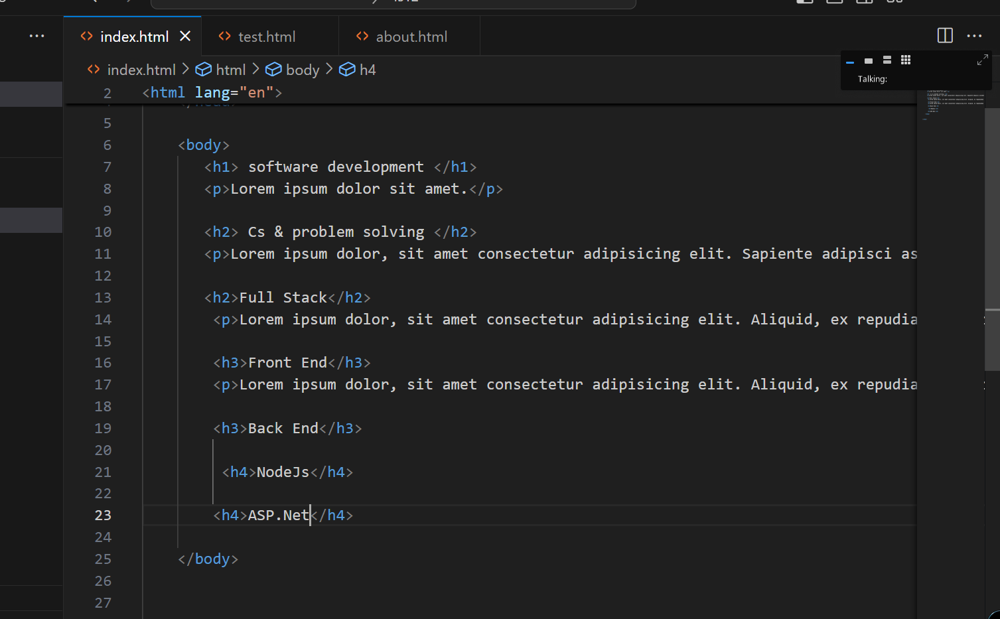 index.html test.html about.html
index.html > html > body > h4
Talking:
2 <html lang="en">
5
6 <body>
7 <h1> software development </h1>
8 <p>Lorem ipsum dolor sit amet.</p>
9
10 <h2> Cs & problem solving </h2>
11 <p>Lorem ipsum dolor, sit amet consectetur adipisicing elit. Sapiente adipisci as
12
13 <h2>Full Stack</h2>
14 <p>Lorem ipsum dolor, sit amet consectetur adipisicing elit. Aliquid, ex repudia
15
16 <h3>Front End</h3>
17 <p>Lorem ipsum dolor, sit amet consectetur adipisicing elit. Aliquid, ex repudia
18
19 <h3>Back End</h3>
20
21 <h4>NodeJs</h4>
22
23 <h4>ASP.Net</h4>
24
25 </body>
26
27